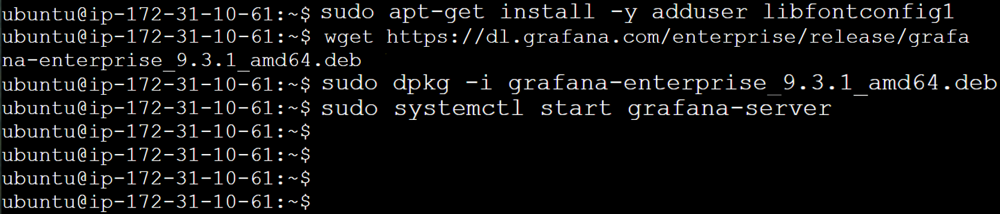 ubuntu@ip-172-31-10-61:~$ sudo apt-get install -y adduser libfontconfig1
ubuntu@ip-172-31-10-61:~$ wget https://dl.grafana.com/enterprise/release/grafa
na-enterprise_9.3.1_amd64.deb
ubuntu@ip-172-31-10-61:~$ sudo dpkg -i grafana-enterprise_9.3.1_amd64.deb
ubuntu@ip-172-31-10-61:~$ sudo systemctl start grafana-server
ubuntu@ip-172-31-10-61:~$
ubuntu@ip-172-31-10-61:~$
ubuntu@ip-172-31-10-61:~$
ubuntu@ip-172-31-10-61:~$